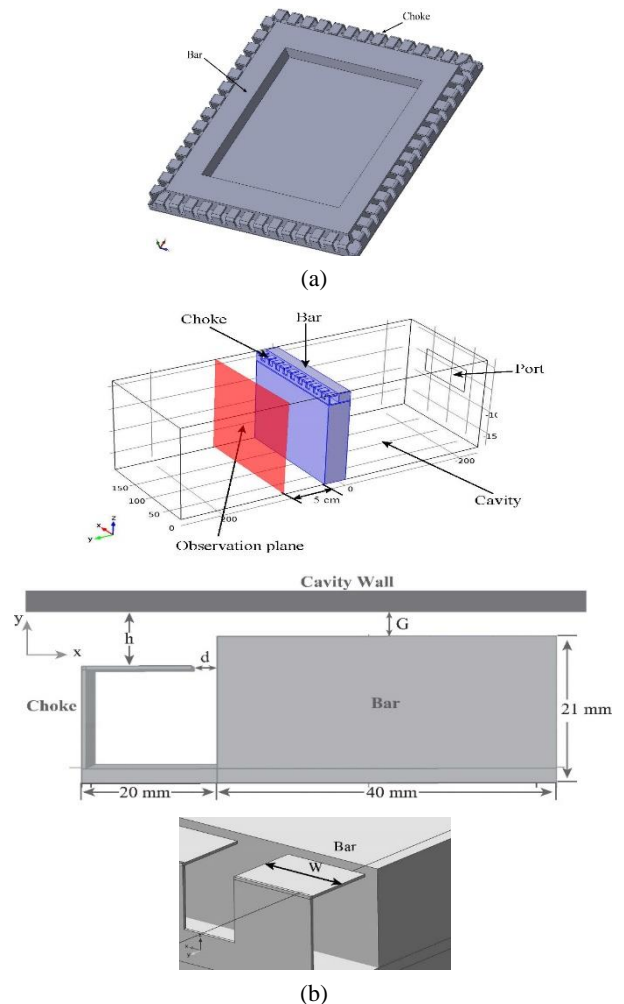 Choke
Bar
(a)
Bar
Choke
Port
-10
-15
200
0
5 cm
Cavity
150
100
50
0
200
x
z
y
Observation plane
Cavity Wall
y
h
G
x
d
Choke
Bar
21 mm
20 mm
40 mm
Bar
W
(b)